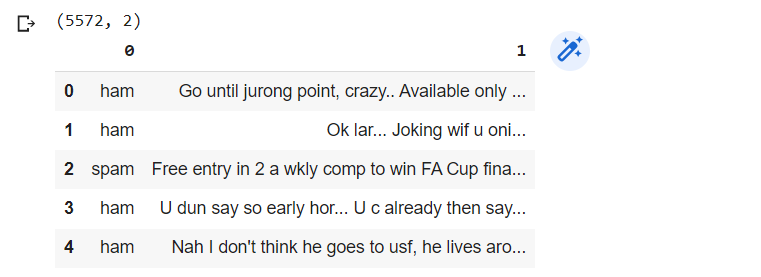 (5572, 2)
0 1
0 ham Go until jurong point, crazy.. Available only ...
1 ham Ok lar... Joking wif u oni...
2 spam Free entry in 2 a wkly comp to win FA Cup fina...
3 ham U dun say so early hor... U c already then say...
4 ham Nah I don't think he goes to usf, he lives aro...